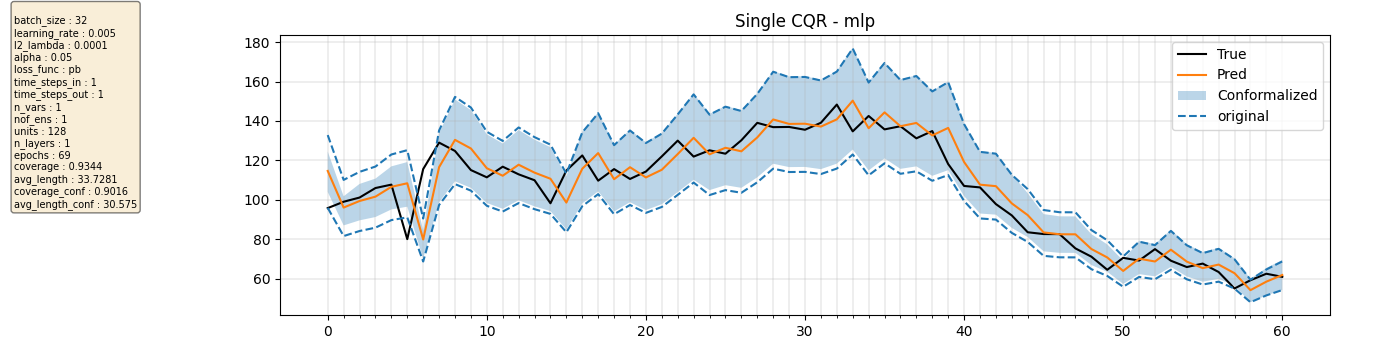 batch_size : 32
learning_rate : 0.005
l2_lambda : 0.0001
alpha : 0.05
loss_func : pb
time_steps_in : 1
time_steps_out : 1
n_vars : 1
nof_ens : 1
units : 128
n_layers : 1
epochs : 69
coverage : 0.9344
avg_length : 33.7281
coverage_conf : 0.9016
avg_length_conf : 30.575
Single CQR - mlp
180
160
140
120
100
80
60
0 10 20 30 40 50 60
True
Pred
Conformalized
original